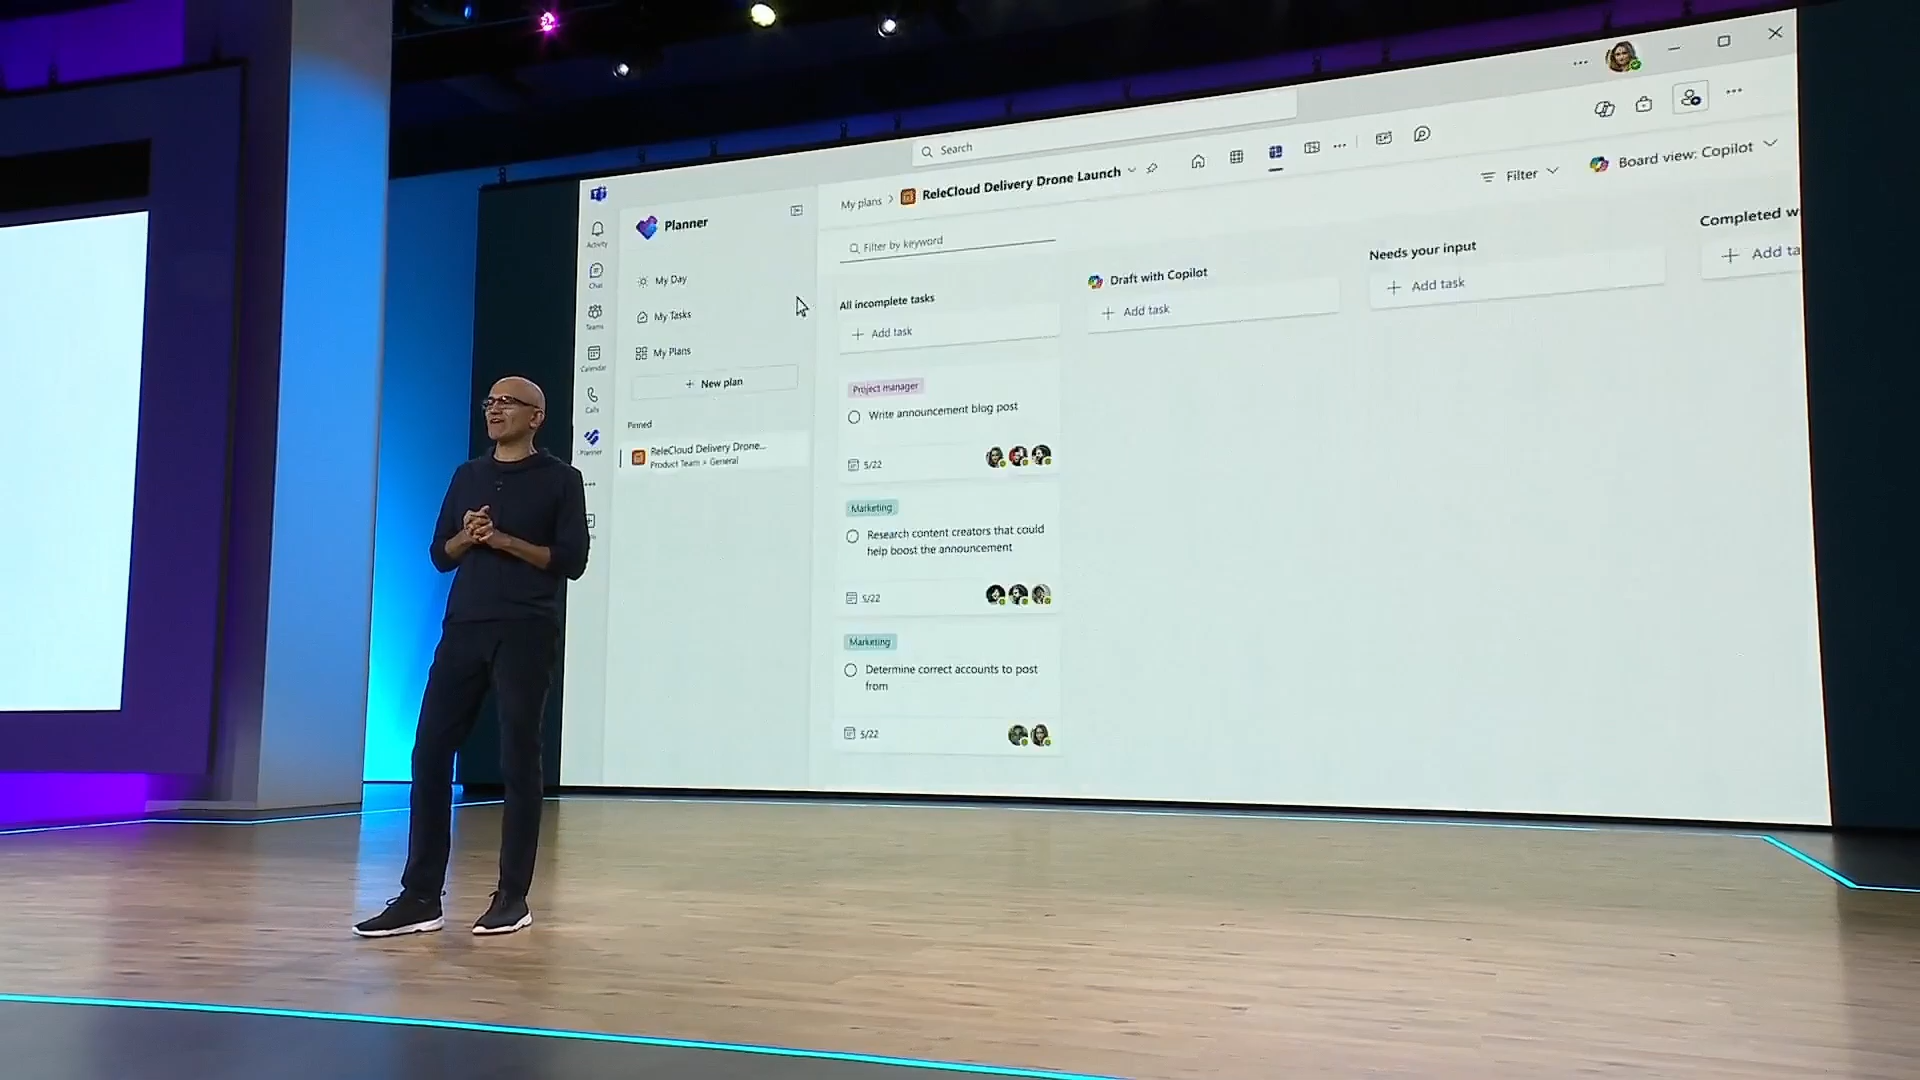 Search
Activity
Chat
Teams
Calendar
Calls
Planner
Planner
My Day
My Tasks
My Plans
New plan
Pinned
ReleCloud Delivery Drone...
Product Team > General
My plans > ReleCloud Delivery Drone Launch
Filter
Board view: Copilot
Filter by keyword
All incomplete tasks
Add task
Project manager
Write announcement blog post
5/22
Marketing
Research content creators that could
help boost the announcement
5/22
Marketing
Determine correct accounts to post
from
5/22
Draft with Copilot
Add task
Needs your input
Add task
Completed w
Add ta